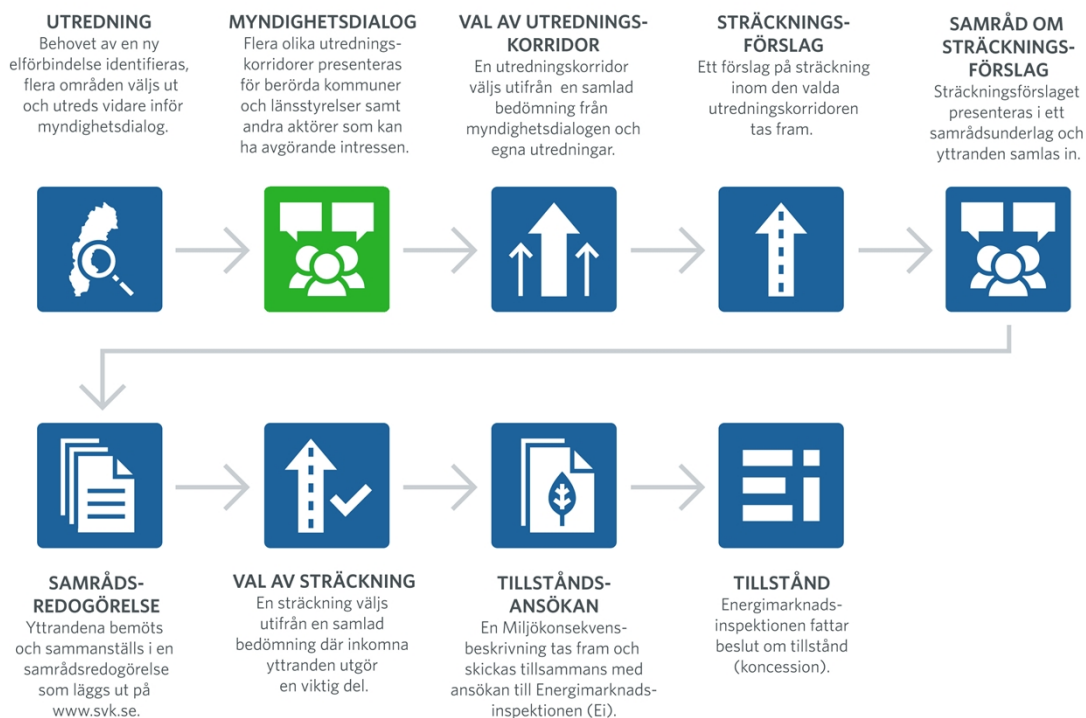 UTREDNING
Behovet av en ny
elförbindelse identifieras,
flera områden väljs ut
och utreds vidare inför
myndighetsdialog.
MYNDIGHETSDIALOG
Flera olika utrednings-
korridorer presenteras
för berörda kommuner
och länsstyrelser samt
andra aktörer som kan
ha avgörande intressen.
VAL AV UTREDNINGS-
KORRIDOR
En utredningskorridor
väljs utifrån en samlad
bedömning från
myndighetsdialogen och
egna utredningar.
STRÄCKNINGS-
FÖRSLAG
Ett förslag på sträckning
inom den valda
utredningskorridoren
tas fram.
SAMRÅD OM
STRÄCKNINGS-
FÖRSLAG
Sträckningsförslaget
presenteras i ett
samrådsunderlag och
yttranden samlas in.
SAMRÅDS-
REDOGÖRELSE
Yttrandena bemöts
och sammanställs i en
samrådsredogörelse
som läggs ut på
www.svk.se.
VAL AV STRÄCKNING
En sträckning väljs
utifrån en samlad
bedömning där inkomna
yttranden utgör
en viktig del.
TILLSTÅNDS-
ANSÖKAN
En Miljökonsekvens-
beskrivning tas fram och
skickas tillsammans med
ansökan till Energimarknads-
inspektionen (Ei).
Ei
TILLSTÅND
Energimarknads-
inspektionen fattar
beslut om tillstånd
(koncession).